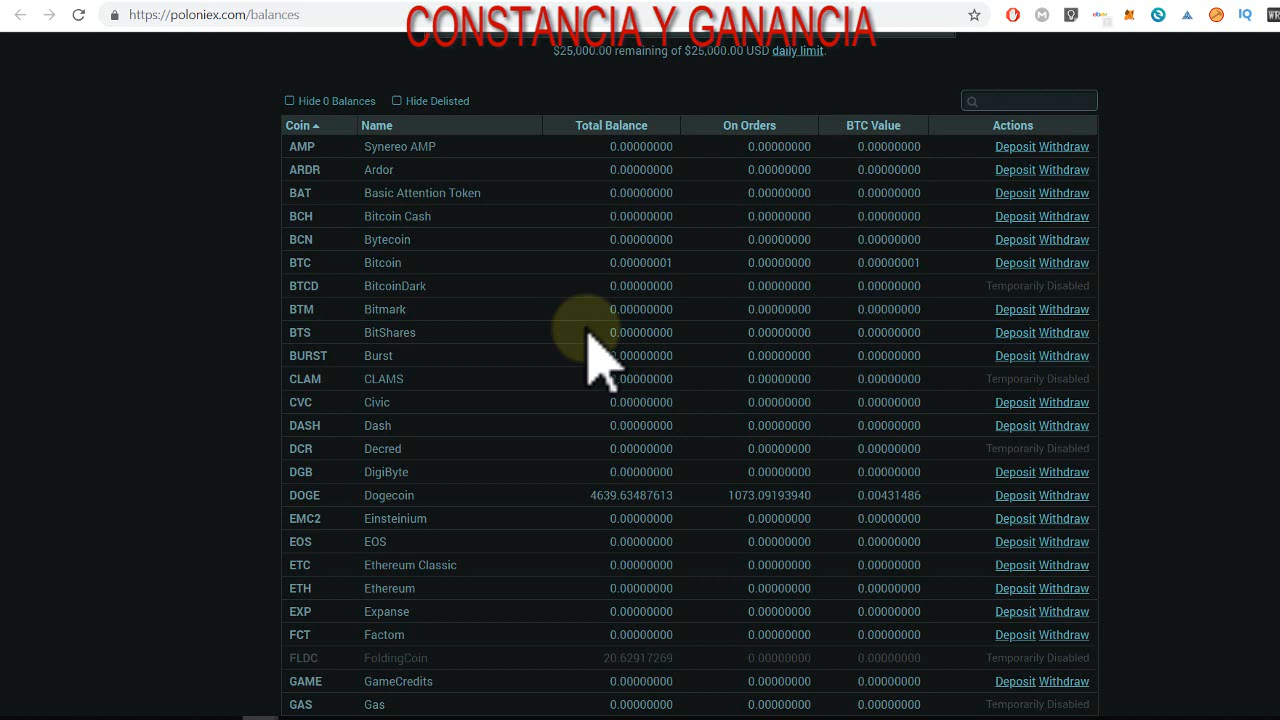 https://poloniex.com/balances
CONSTANCIA Y GANANCIA
$25,000.00 remaining of $25,000.00 USD daily limit.
Hide 0 Balances Hide Delisted
Coin Name Total Balance On Orders BTC Value Actions
AMP Synereo AMP 0.00000000 0.00000000 0.00000000 Deposit Withdraw
ARDR Ardor 0.00000000 0.00000000 0.00000000 Deposit Withdraw
BAT Basic Attention Token 0.00000000 0.00000000 0.00000000 Deposit Withdraw
BCH Bitcoin Cash 0.00000000 0.00000000 0.00000000 Deposit Withdraw
BCN Bytecoin 0.00000000 0.00000000 0.00000000 Deposit Withdraw
BTC Bitcoin 0.00000001 0.00000000 0.00000001 Deposit Withdraw
BTCD BitcoinDark 0.00000000 0.00000000 0.00000000 Temporarily Disabled
BTM Bitmark 0.00000000 0.00000000 0.00000000 Deposit Withdraw
BTS BitShares 0.00000000 0.00000000 0.00000000 Deposit Withdraw
BURST Burst 0.00000000 0.00000000 0.00000000 Deposit Withdraw
CLAM CLAMS 0.00000000 0.00000000 Temporarily Disabled
CVC Civic 0.00000000 0.00000000 0.00000000 Deposit Withdraw
DASH Dash 0.00000000 0.00000000 0.00000000 Deposit Withdraw
DCR Decred 0.00000000 0.00000000 0.00000000 Temporarily Disabled
DGB DigiByte 0.00000000 0.00000000 0.00000000 Deposit Withdraw
DOGE Dogecoin 4639.63487613 1073.09193940 0.00431486 Deposit Withdraw
EMC2 Einsteinium 0.00000000 0.00000000 0.00000000 Deposit Withdraw
EOS EOS 0.00000000 0.00000000 0.00000000 Deposit Withdraw
ETC Ethereum Classic 0.00000000 0.00000000 0.00000000 Deposit Withdraw
ETH Ethereum 0.00000000 0.00000000 0.00000000 Deposit Withdraw
EXP Expanse 0.00000000 0.00000000 0.00000000 Deposit Withdraw
FCT Factom 0.00000000 0.00000000 0.00000000 Deposit Withdraw
FLDC FoldingCoin 20.62917269 0.00000000 0.00000000 Temporarily Disabled
GAME GameCredits 0.00000000 0.00000000 0.00000000 Deposit Withdraw
GAS Gas 0.00000000 0.00000000 0.00000000 Temporarily Disabled